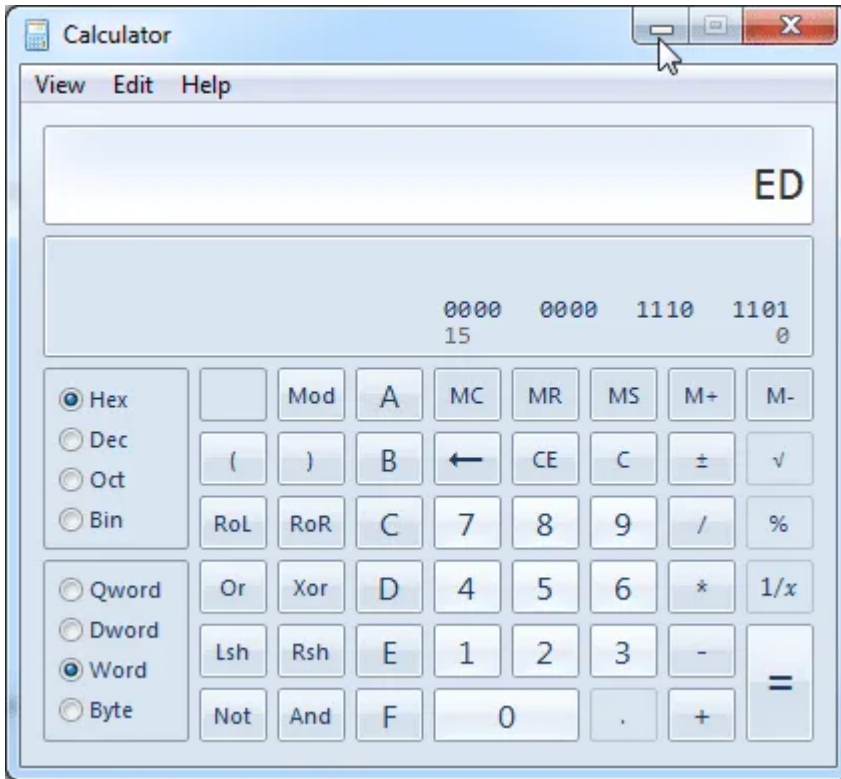 Calculator
View Edit Help
ED
0000 0000 1110 1101
15 0
Hex
Dec
Oct
Bin
Qword
Dword
Word
Byte
Mod A MC MR MS M+ M-
( ) B ← CE C ± √
RoL RoR C 7 8 9 / %
Or Xor D 4 5 6 * 1/x
Lsh Rsh E 1 2 3 - =
Not And F 0 . +